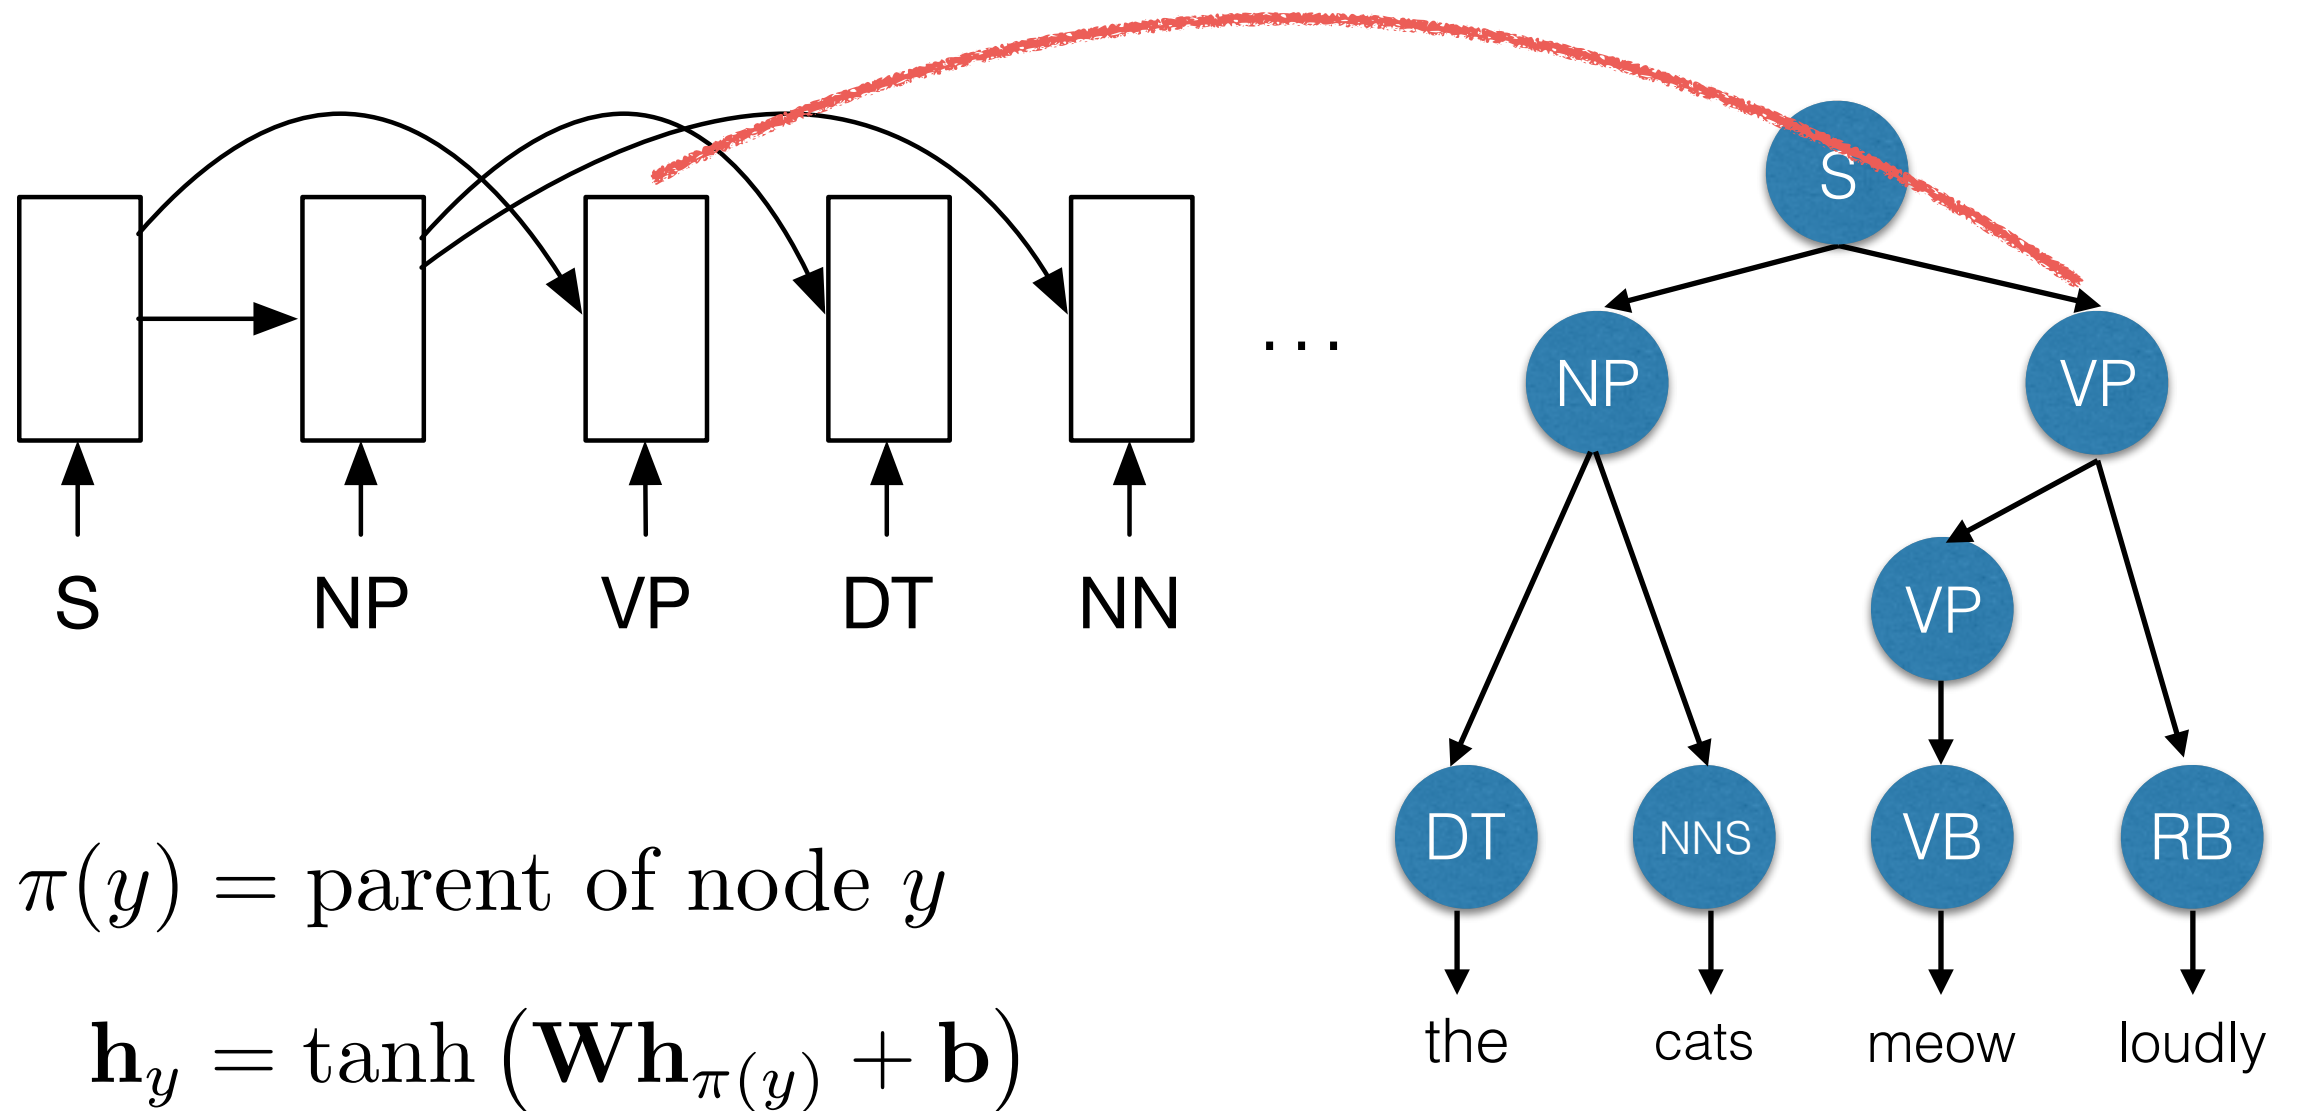 S
NP VP
VP
DT NNS VB RB
the cats meow loudly
...
S NP VP DT NN
π(y) = parent of node y
h_y = tanh (Wh_π(y) + b)